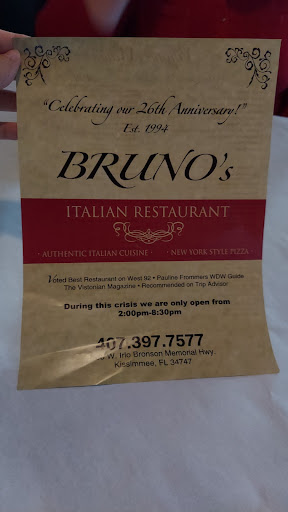 "Celebrating our 26th Anniversary!"
Est. 1994
BRUNO's
ITALIAN RESTAURANT
· AUTHENTIC ITALIAN CUISINE · · NEW YORK STYLE PIZZA ·
Voted Best Restaurant on West 92 • Pauline Frommers WDW Guide
The Vistonian Magazine • Recommended on Trip Advisor
During this crisis we are only open from
2:00pm-8:30pm
407.397.7577
W. Irlo Bronson Memorial Hwy.
Kissimmee, FL 34747